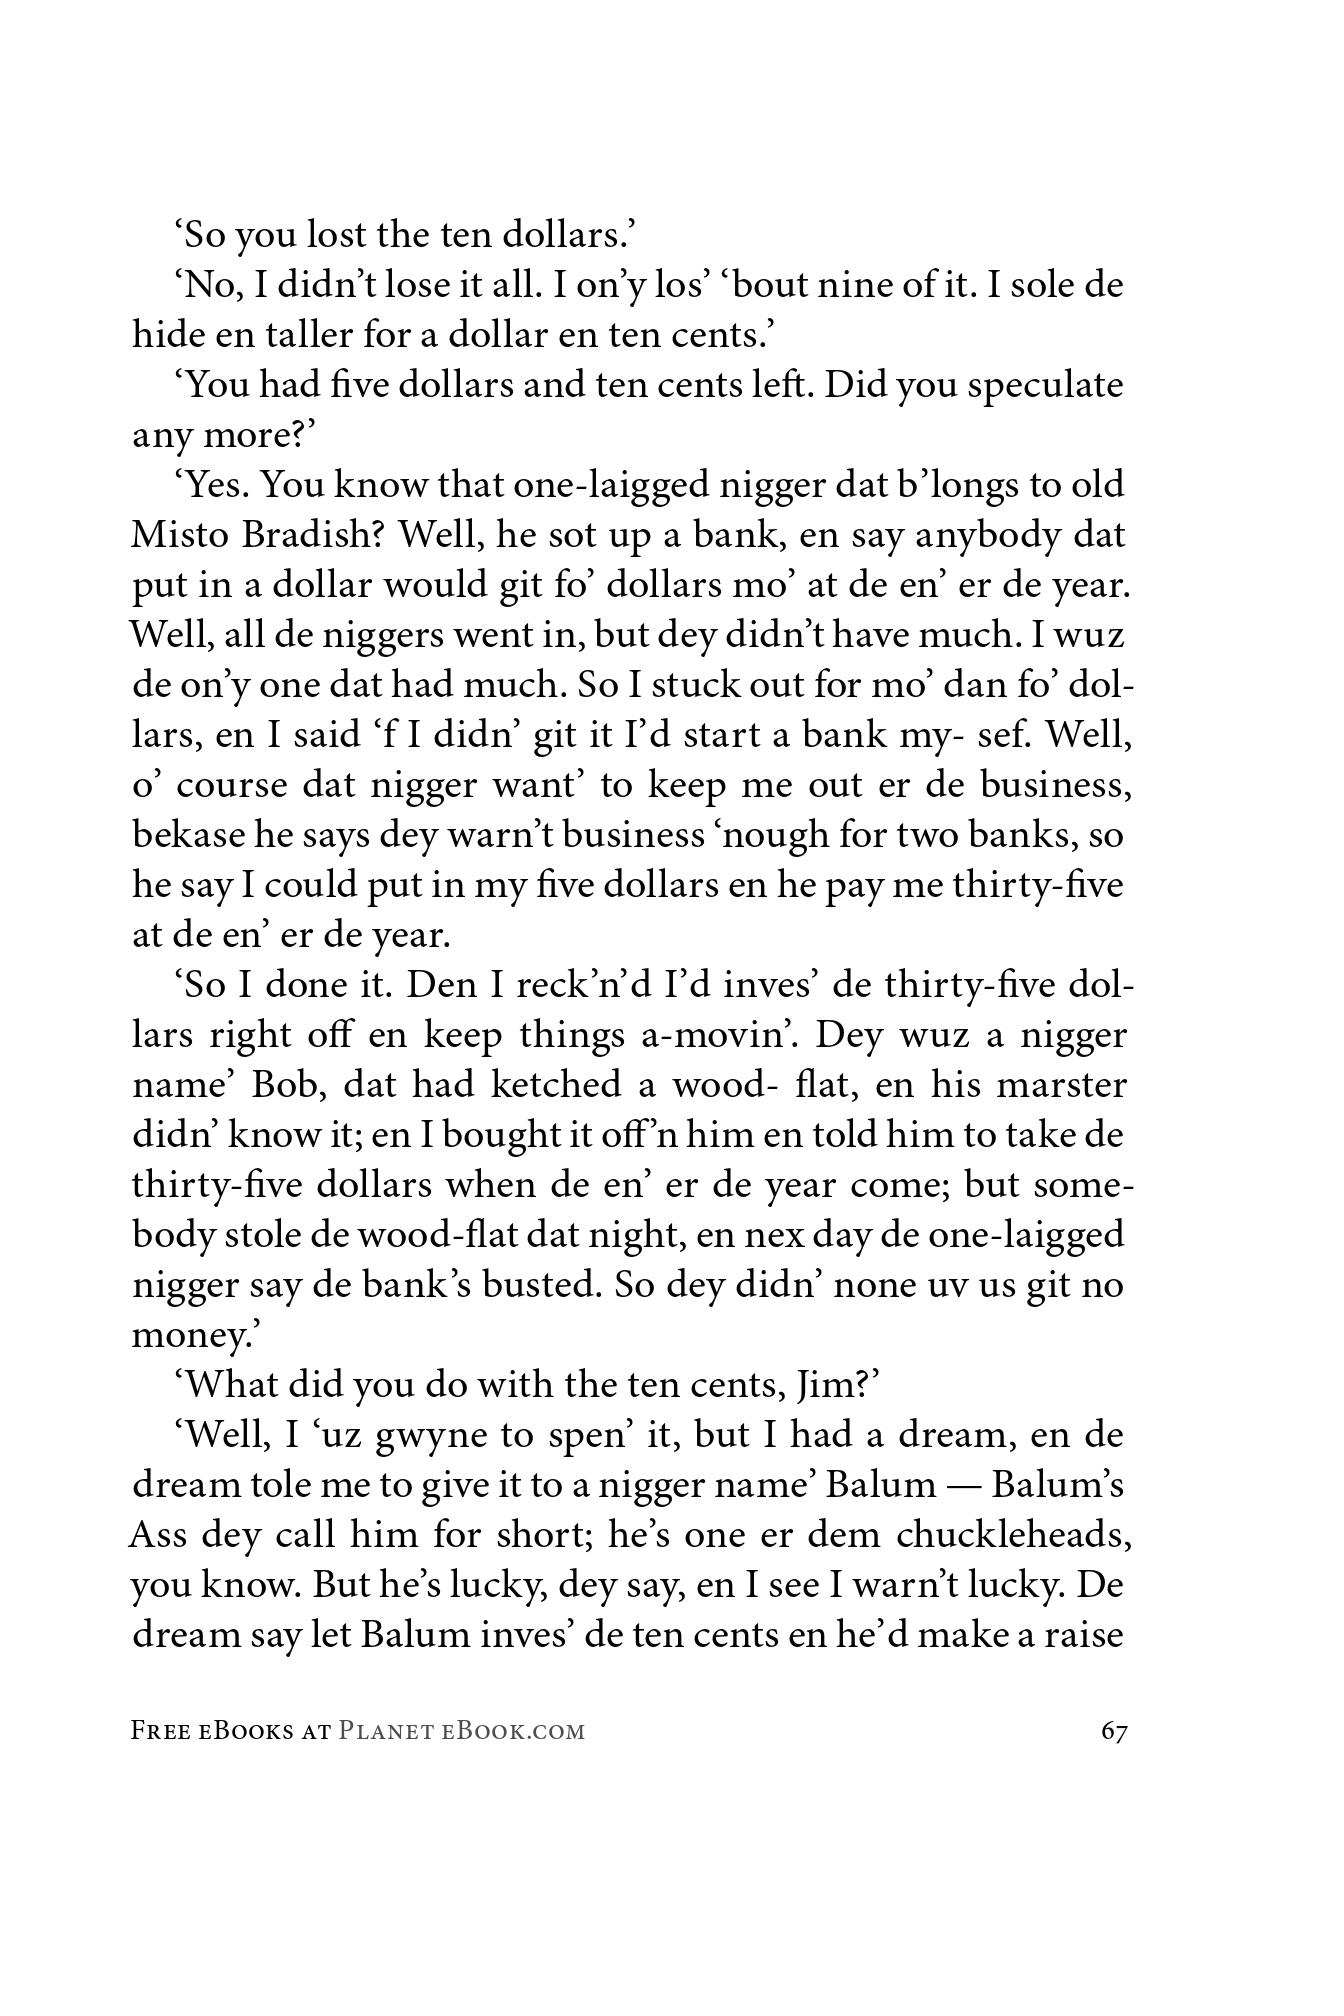 ‘So you lost the ten dollars.’
‘No, I didn’t lose it all. I on’y los’ ‘bout nine of it. I sole de
hide en taller for a dollar en ten cents.’
‘You had five dollars and ten cents left. Did you speculate
any more?’
‘Yes. You know that one-laigged nigger dat b’longs to old
Misto Bradish? Well, he sot up a bank, en say anybody dat
put in a dollar would git fo’ dollars mo’ at de en’ er de year.
Well, all de niggers went in, but dey didn’t have much. I wuz
de on’y one dat had much. So I stuck out for mo’ dan fo’ dol-
lars, en I said ‘f I didn’ git it I’d start a bank my- sef. Well,
o’ course dat nigger want’ to keep me out er de business,
bekase he says dey warn’t business ‘nough for two banks, so
he say I could put in my five dollars en he pay me thirty-five
at de en’ er de year.
‘So I done it. Den I reck’n’d I’d inves’ de thirty-five dol-
lars right off en keep things a-movin’. Dey wuz a nigger
name’ Bob, dat had ketched a wood- flat, en his marster
didn’ know it; en I bought it off’n him en told him to take de
thirty-five dollars when de en’ er de year come; but some-
body stole de wood-flat dat night, en nex day de one-laigged
nigger say de bank’s busted. So dey didn’ none uv us git no
money.’
‘What did you do with the ten cents, Jim?’
‘Well, I ‘uz gwyne to spen’ it, but I had a dream, en de
dream tole me to give it to a nigger name’ Balum — Balum’s
Ass dey call him for short; he’s one er dem chuckleheads,
you know. But he’s lucky, dey say, en I see I warn’t lucky. De
dream say let Balum inves’ de ten cents en he’d make a raise
Free eBooks at Planet eBook.com 67